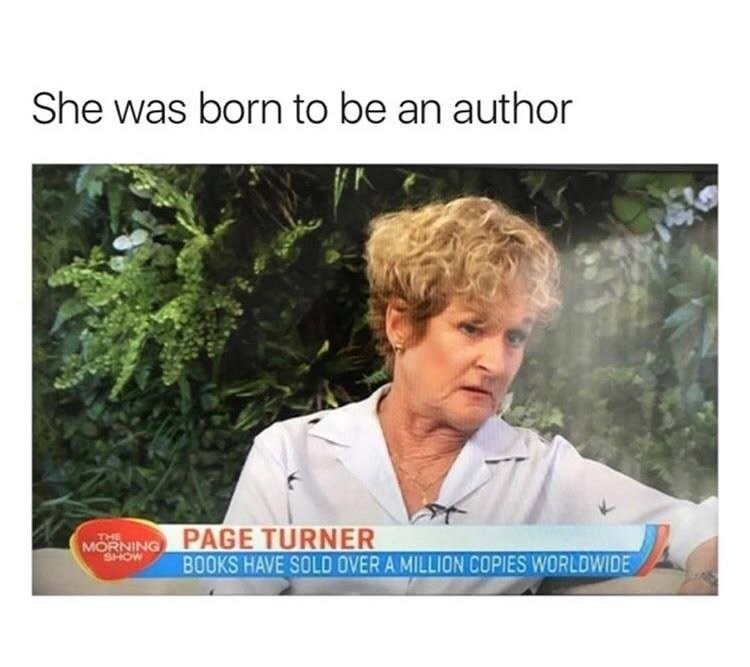 She was born to be an author
THE
MORNING
SHOW
PAGE TURNER
BOOKS HAVE SOLD OVER A MILLION COPIES WORLDWIDE